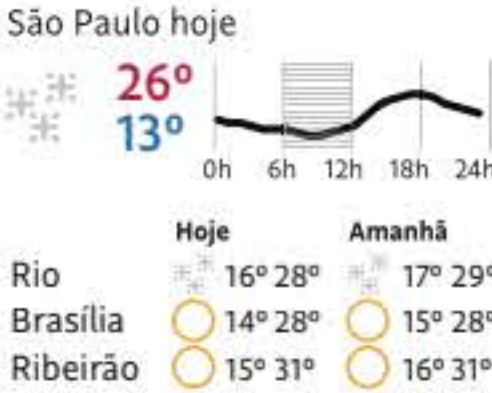 São Paulo hoje
26º
13º
0h 6h 12h 18h 24h
Hoje Amanhã
Rio 16º 28º 17º 29º
Brasília 14º 28º 15º 28º
Ribeirão 15º 31º 16º 31º